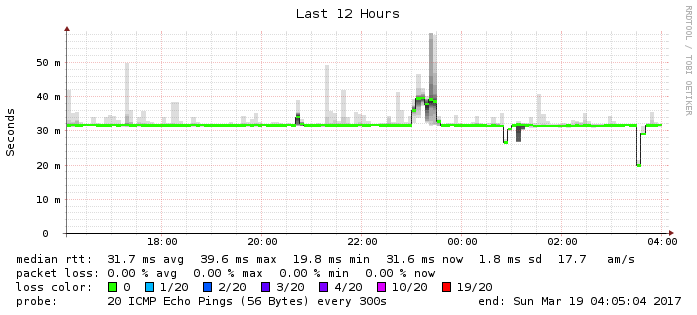 Last 12 Hours
RRDTOOL / TOBI OETIKER
Seconds
50 m
40 m
30 m
20 m
10 m
0
18:00 20:00 22:00 00:00 02:00 04:00
median rtt: 31.7 ms avg 39.6 ms max 19.8 ms min 31.6 ms now 1.8 ms sd 17.7 am/s
packet loss: 0.00 % avg 0.00 % max 0.00 % min 0.00 % now
loss color: 0 1/20 2/20 3/20 4/20 10/20 19/20
probe: 20 ICMP Echo Pings (56 Bytes) every 300s end: Sun Mar 19 04:05:04 2017